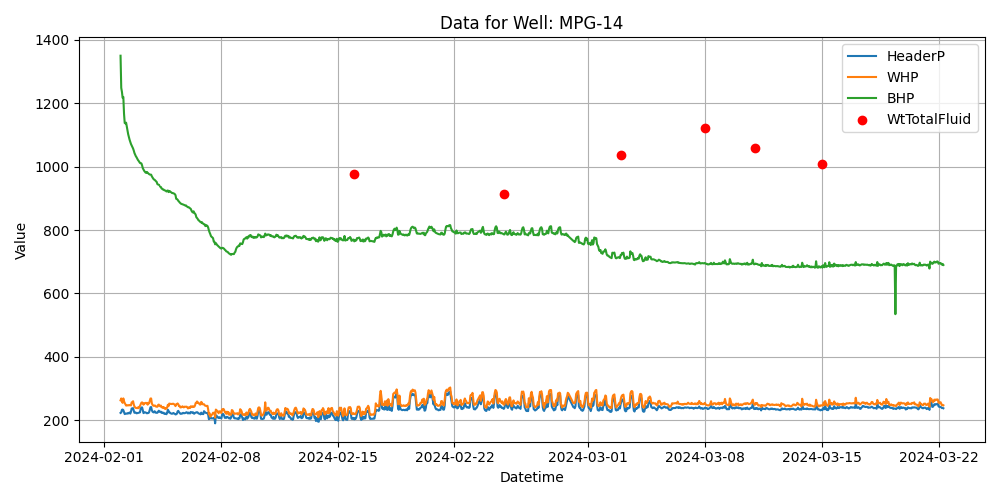 Data for Well: MPG-14
1400
1200
1000
800
600
400
200
Value
HeaderP
WHP
BHP
WtTotalFluid
2024-02-01
2024-02-08
2024-02-15
2024-02-22
2024-03-01
2024-03-08
2024-03-15
2024-03-22
Datetime